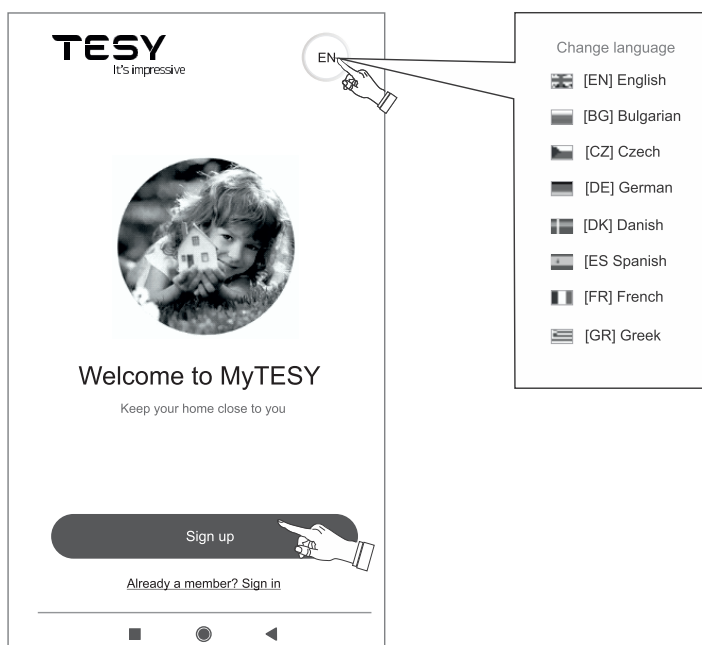 TESY
It's impressive
EN
Welcome to MyTESY
Keep your home close to you
Sign up
Already a member? Sign in
Change language
[EN] English
[BG] Bulgarian
[CZ] Czech
[DE] German
[DK] Danish
[ES Spanish
[FR] French
[GR] Greek